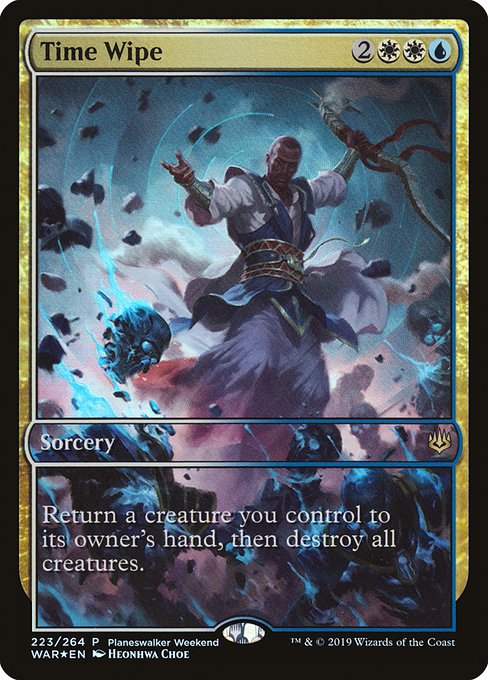 Time Wipe 2
Sorcery
Return a creature you control to
its owner's hand, then destroy all
creatures.
223/264 P Planeswalker Weekend
WAR★EN Heonhwa Choe
™ & © 2019 Wizards of the Coast